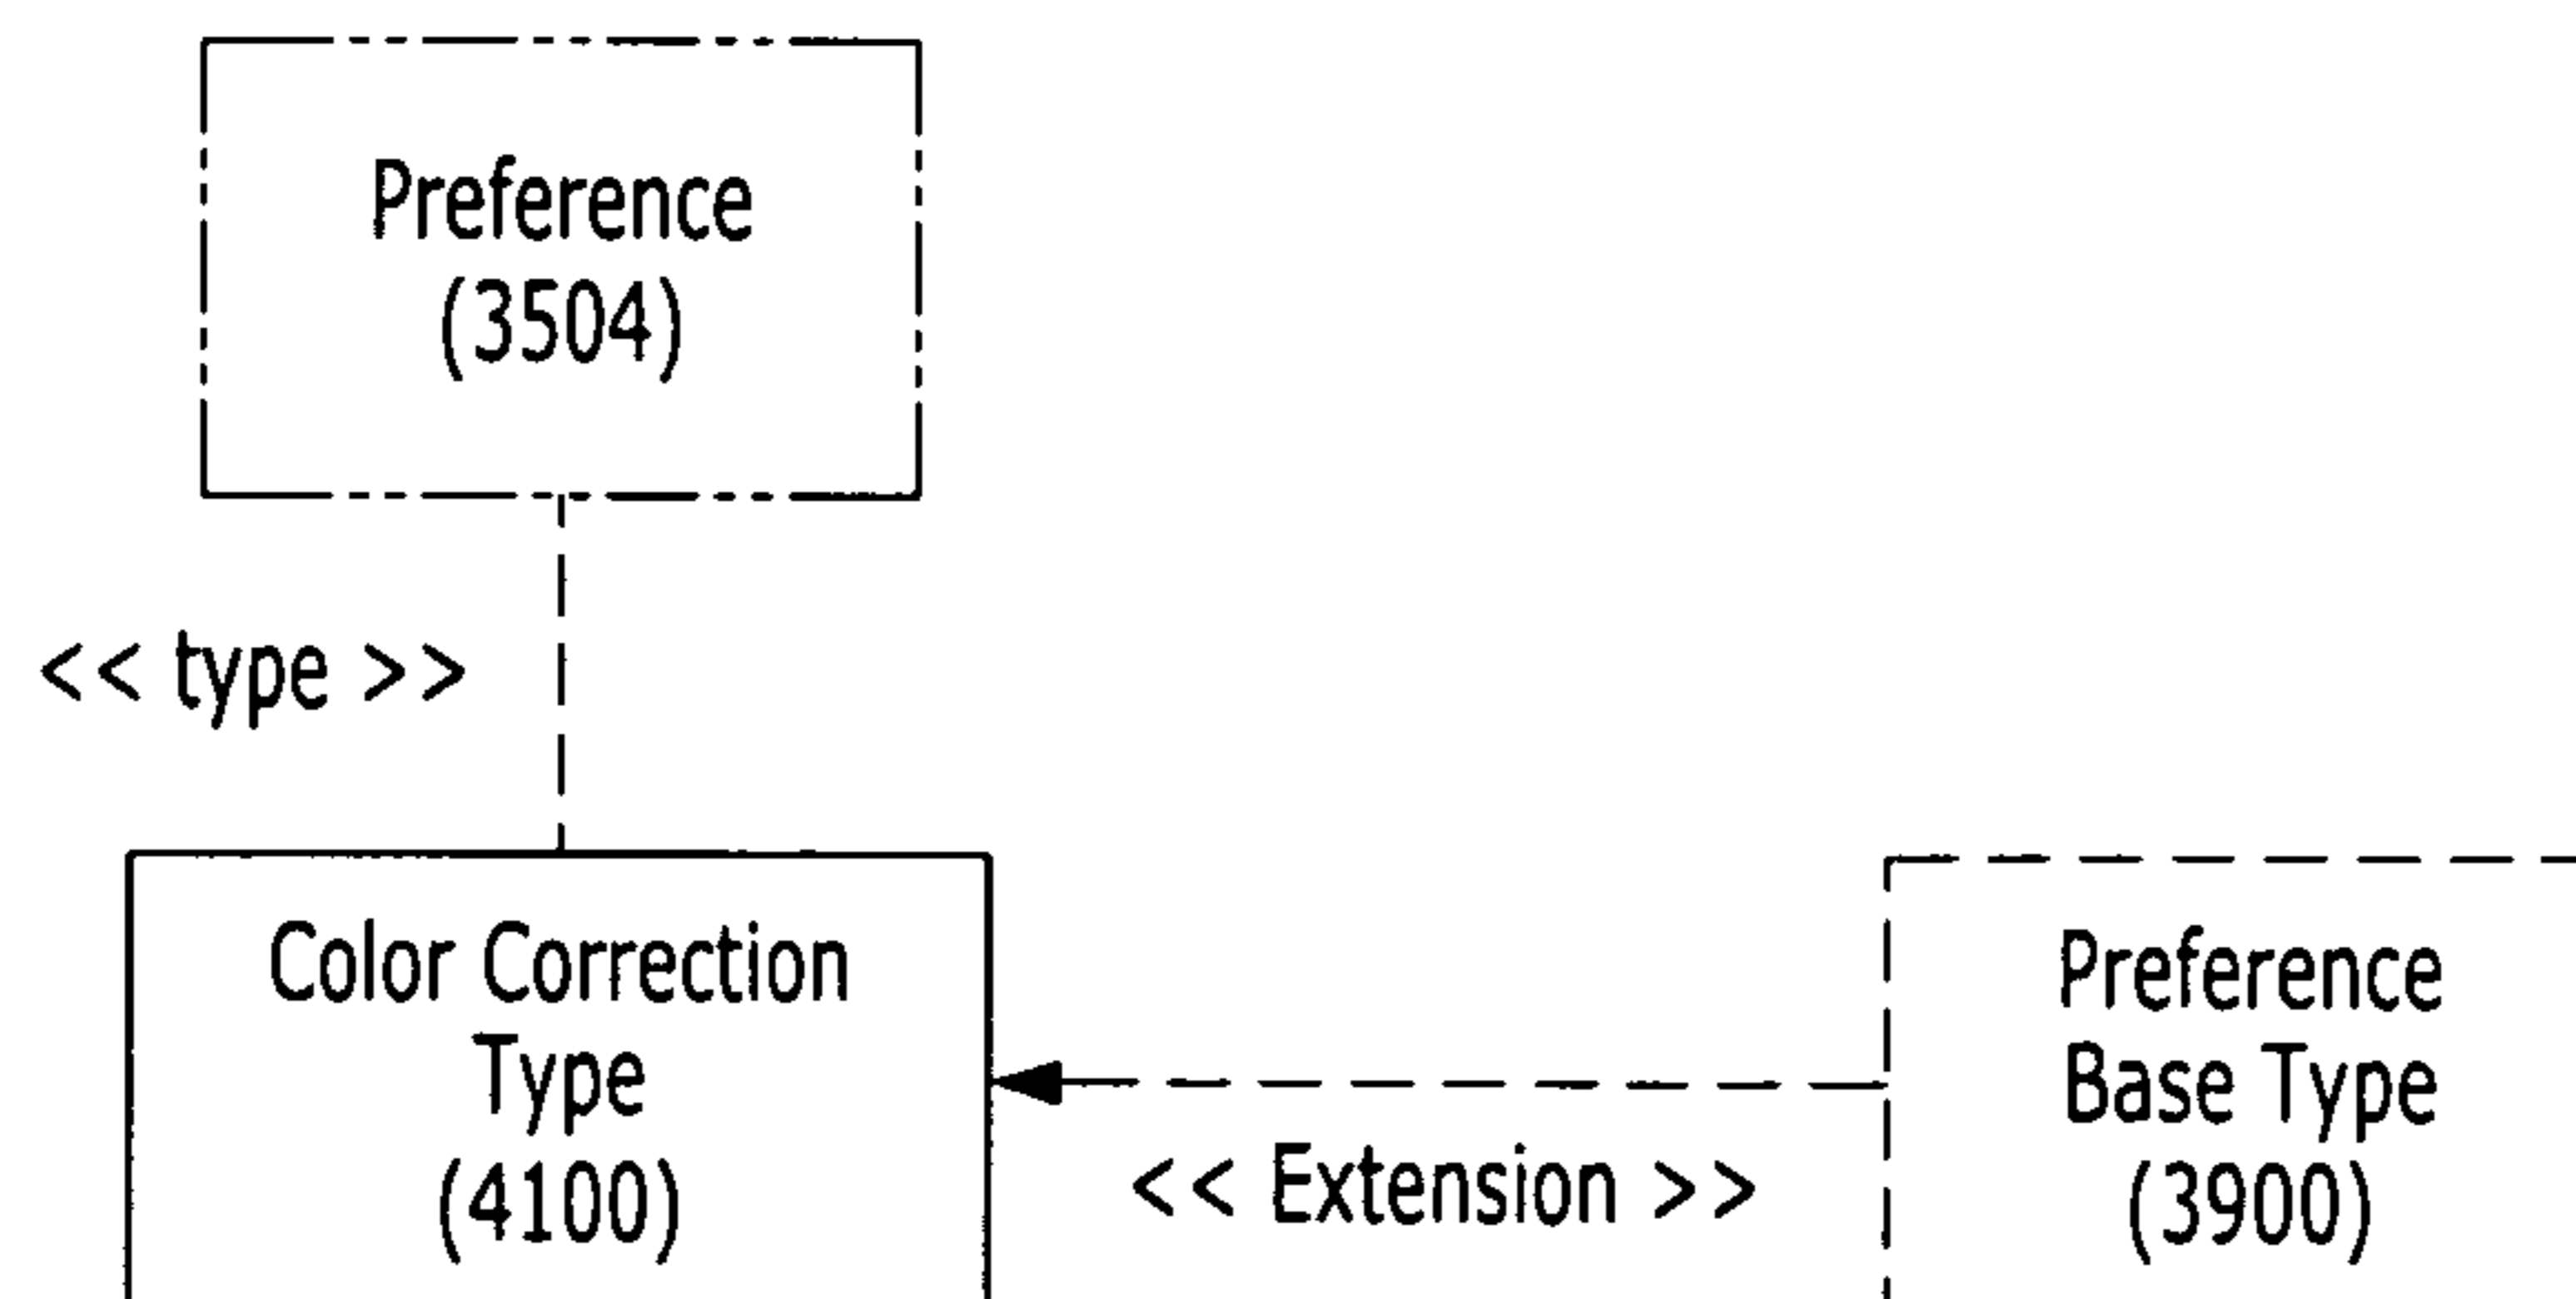 Preference
(3504)
<< type >>
Color Correction
Type
(4100)
<< Extension >>
Preference
Base Type
(3900)